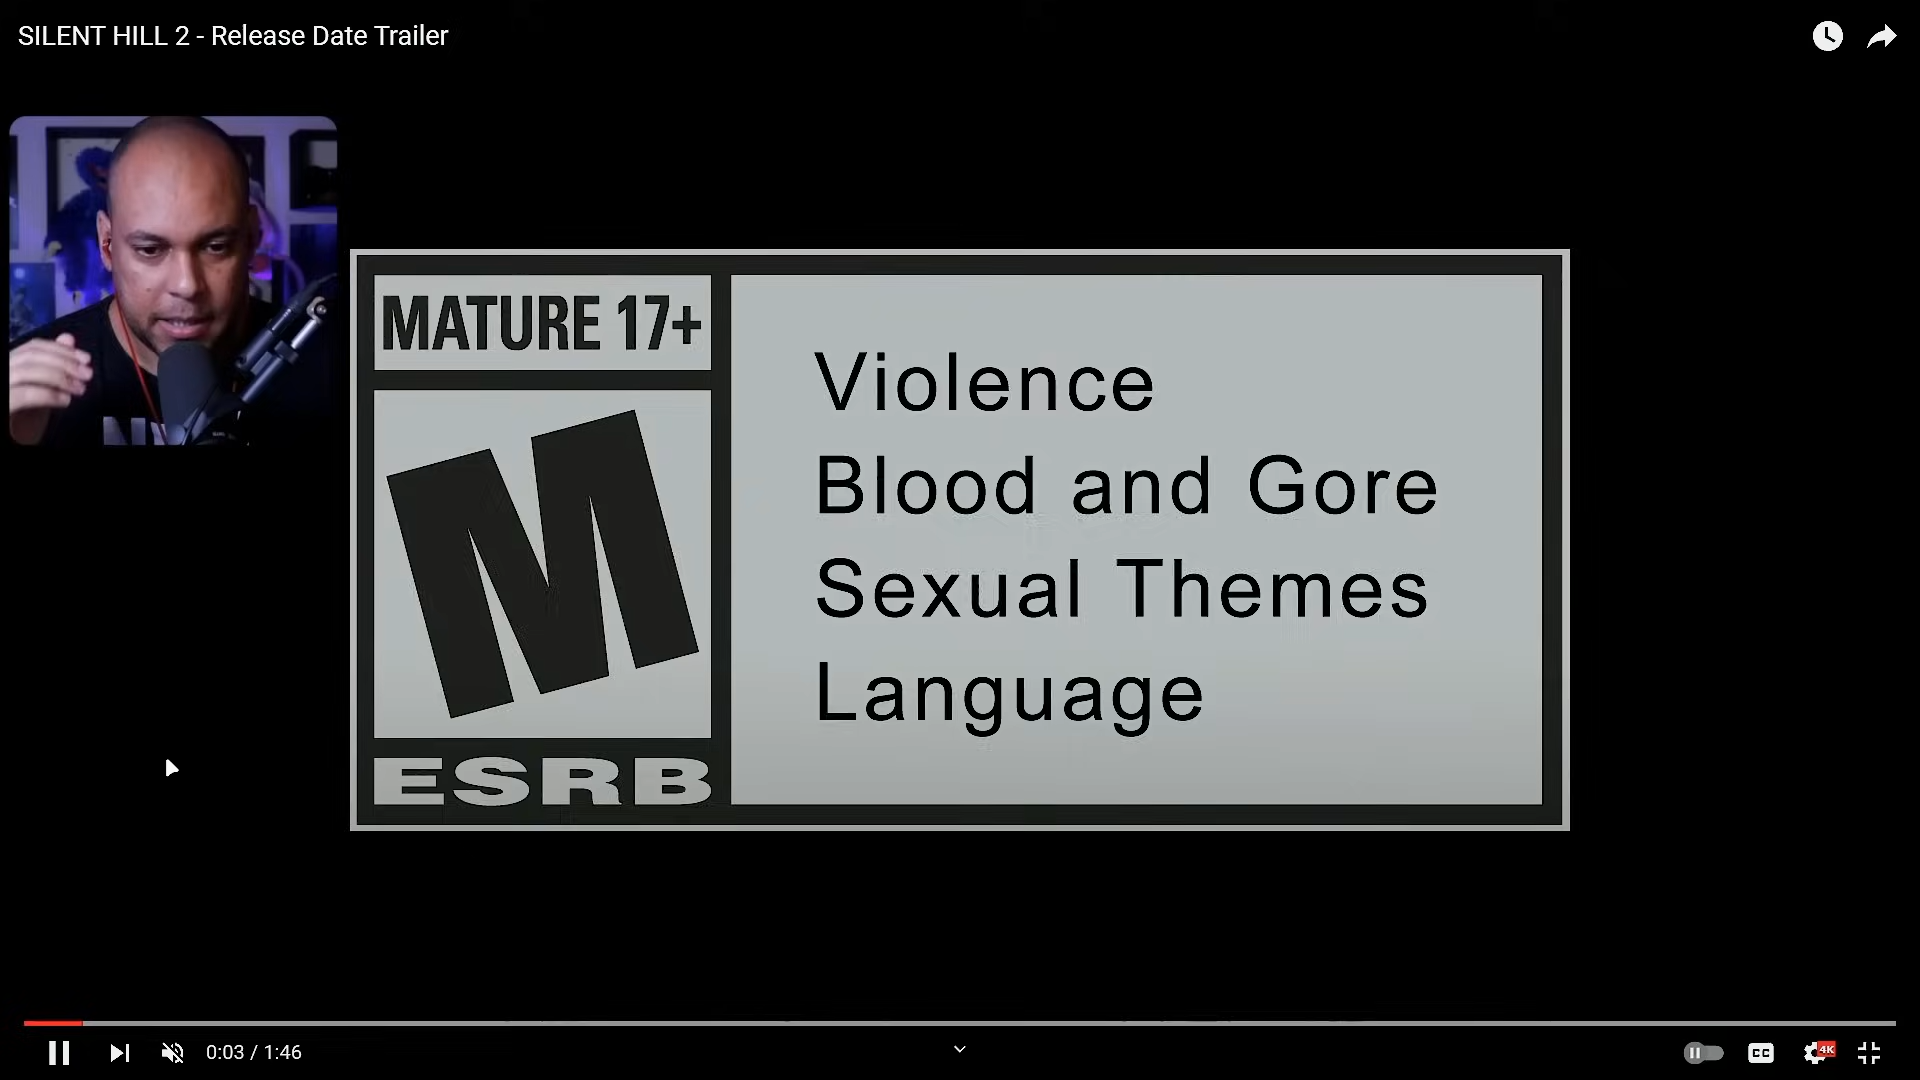 SILENT HILL 2 - Release Date Trailer
MATURE 17+
M
ESRB
Violence
Blood and Gore
Sexual Themes
Language
0:03 / 1:46
CC
4K